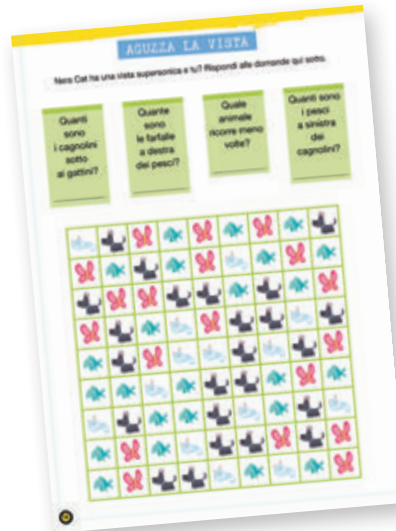 AGUZZA LA VISTA
Nera Cat ha una vista supersonica e tu? Rispondi alle domande qui sotto.
Quanti
sono
i cagnolini
sotto
ai gattini?
Quante
sono
le farfalle
a destra
dei pesci?
Quale
animale
ricorre meno
volte?
Quanti sono
i pesci
a sinistra
dei
cagnolini?